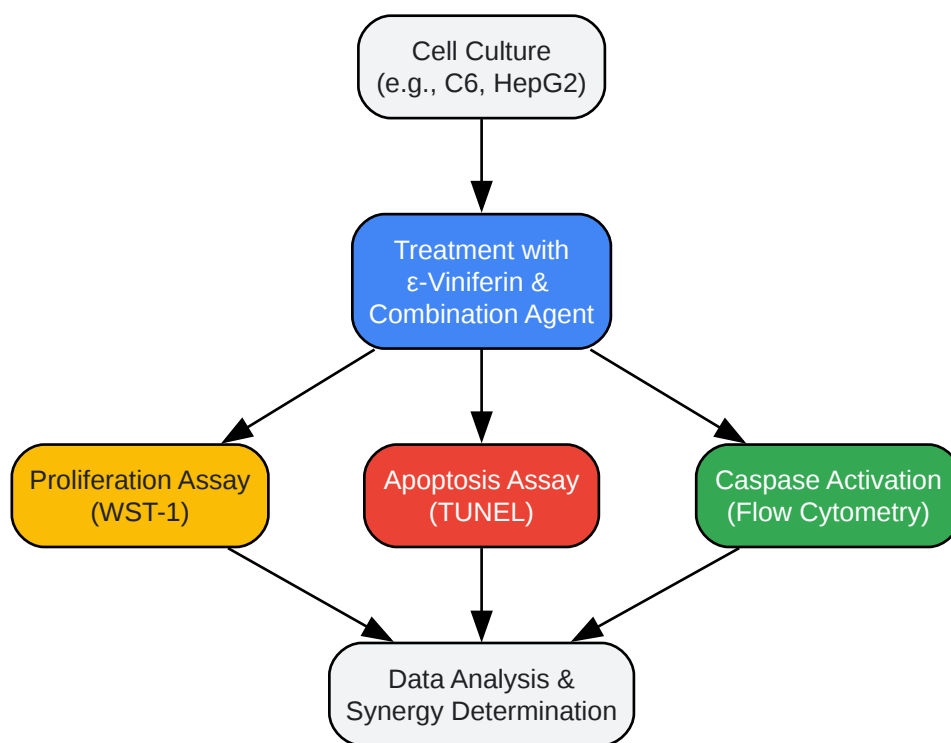 Cell Culture
(e.g., C6, HepG2)
Treatment with
ε-Viniferin &
Combination Agent
Proliferation Assay
(WST-1)
Apoptosis Assay
(TUNEL)
Caspase Activation
(Flow Cytometry)
Data Analysis &
Synergy Determination